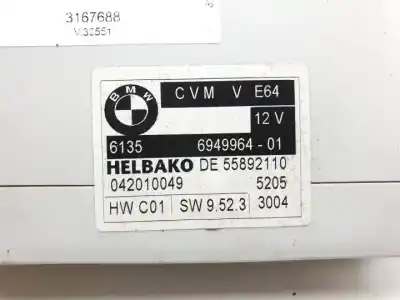 3167688
V.33551
BMW
CVM V E64
12 V
6135 6949964-01
HELBAKO DE 55892110
042010049 5205
HW C01 SW 9.52.3 3004